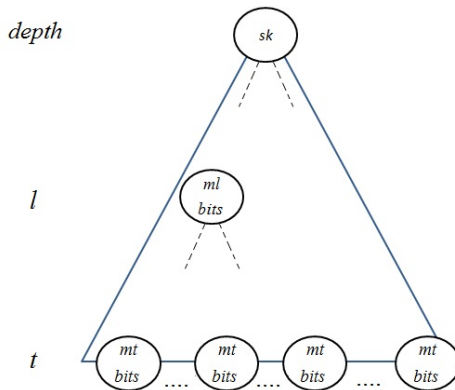 depth
sk
l
ml
bits
t
mt
bits
mt
bits
mt
bits
mt
bits
.... .... ....